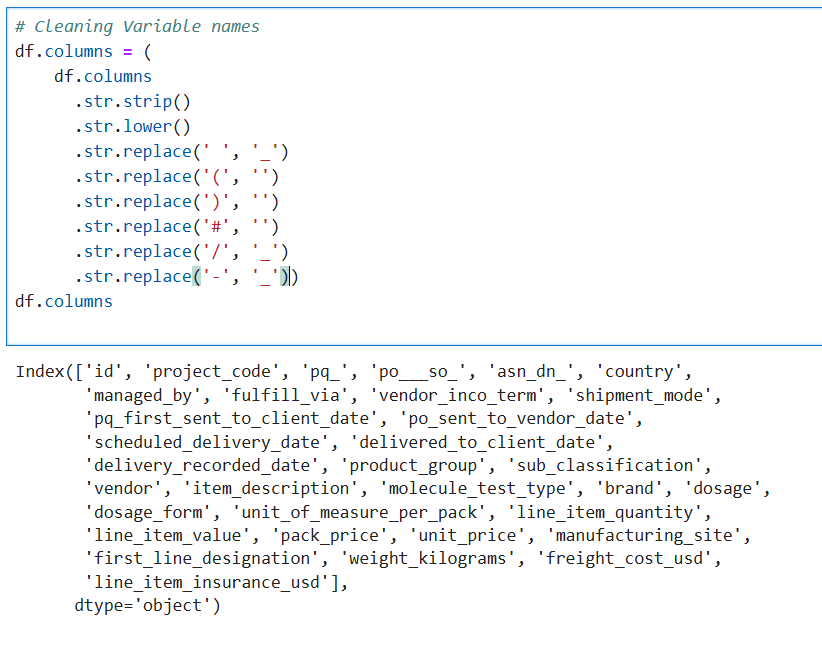 # Cleaning Variable names
df.columns = (
    df.columns
      .str.strip()
      .str.lower()
      .str.replace(' ', '_')
      .str.replace('(', '')
      .str.replace(')', '')
      .str.replace('#', '')
      .str.replace('/', '_')
      .str.replace('-', '_'))
df.columns
Index(['id', 'project_code', 'pq_', 'po___so_', 'asn_dn_', 'country',
       'managed_by', 'fulfill_via', 'vendor_inco_term', 'shipment_mode',
       'pq_first_sent_to_client_date', 'po_sent_to_vendor_date',
       'scheduled_delivery_date', 'delivered_to_client_date',
       'delivery_recorded_date', 'product_group', 'sub_classification',
       'vendor', 'item_description', 'molecule_test_type', 'brand', 'dosage',
       'dosage_form', 'unit_of_measure_per_pack', 'line_item_quantity',
       'line_item_value', 'pack_price', 'unit_price', 'manufacturing_site',
       'first_line_designation', 'weight_kilograms', 'freight_cost_usd',
       'line_item_insurance_usd'],
      dtype='object')